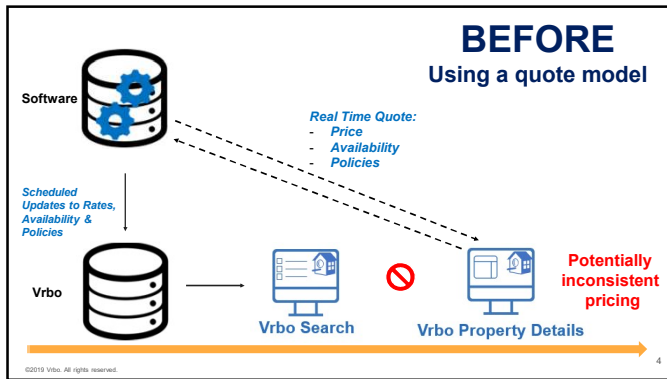 BEFORE
Using a quote model
Software
Real Time Quote:
- Price
- Availability
- Policies
Scheduled
Updates to Rates,
Availability &
Policies
Vrbo
Vrbo Search
Vrbo Property Details
Potentially
inconsistent
pricing
©2019 Vrbo. All rights reserved.
4